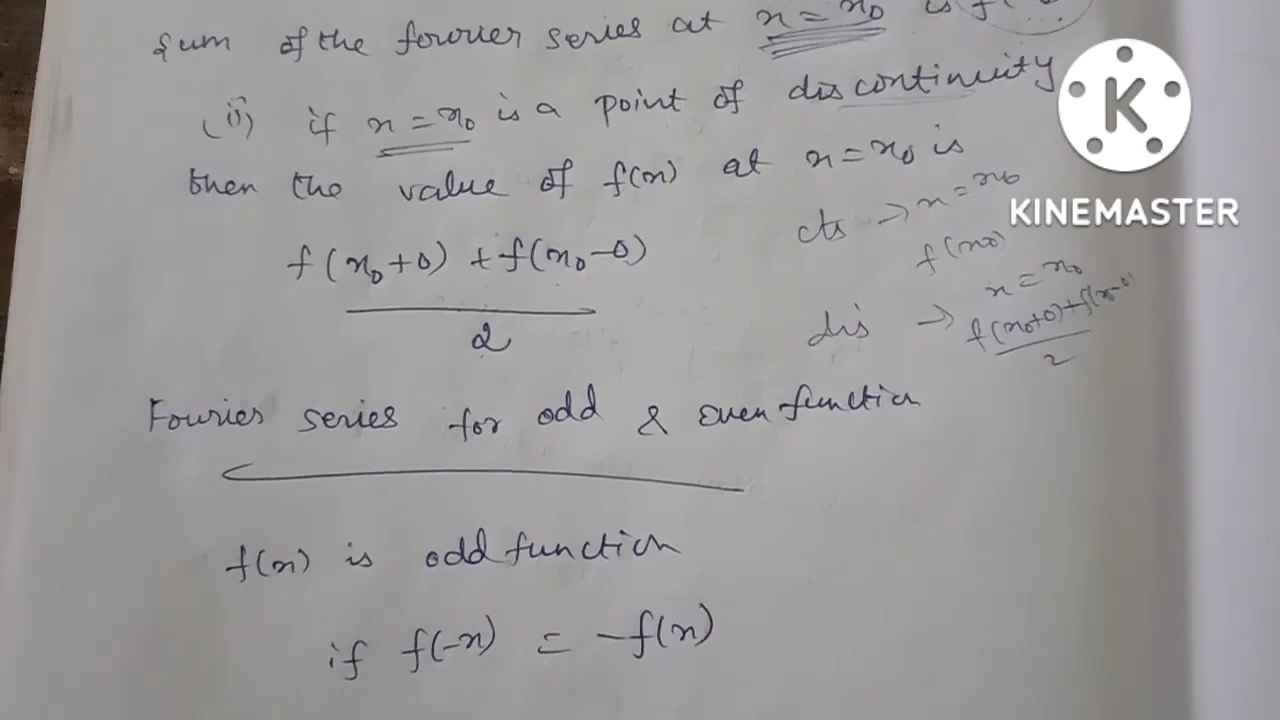 Sum of the fourier series at x = x₀ is f(
(ii) if x = x₀ is a point of discontinuity
then the value of f(x) at x = x₀ is
f(x₀+0) + f(x₀-0)
2
cts → x = x₀
f(x₀)
x = x₀
dis → f(x₀+0)+f(x-0)
2
Fourier series for odd & even function
f(x) is odd function
if f(-x) = -f(x)
K
KINEMASTER